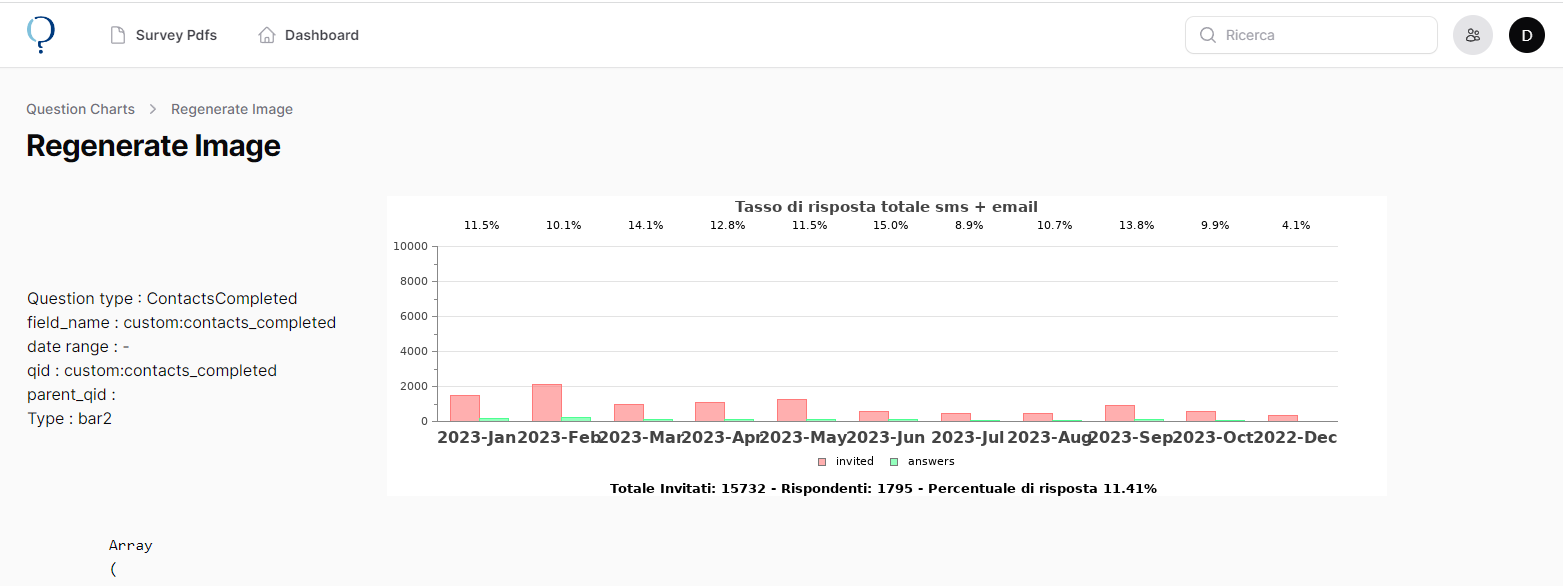 Survey Pdfs
Dashboard
Ricerca
D
Question Charts > Regenerate Image
Regenerate Image
Tasso di risposta totale sms + email
11.5% 10.1% 14.1% 12.8% 11.5% 15.0% 8.9% 10.7% 13.8% 9.9% 4.1%
10000
8000
6000
4000
2000
0
2023-Jan 2023-Feb 2023-Mar 2023-Apr 2023-May 2023-Jun 2023-Jul 2023-Aug 2023-Sep 2023-Oct 2022-Dec
invited answers
Totale Invitati: 15732 - Rispondenti: 1795 - Percentuale di risposta 11.41%
Question type : ContactsCompleted
field_name : custom:contacts_completed
date range : -
qid : custom:contacts_completed
parent_qid :
Type : bar2
Array
(